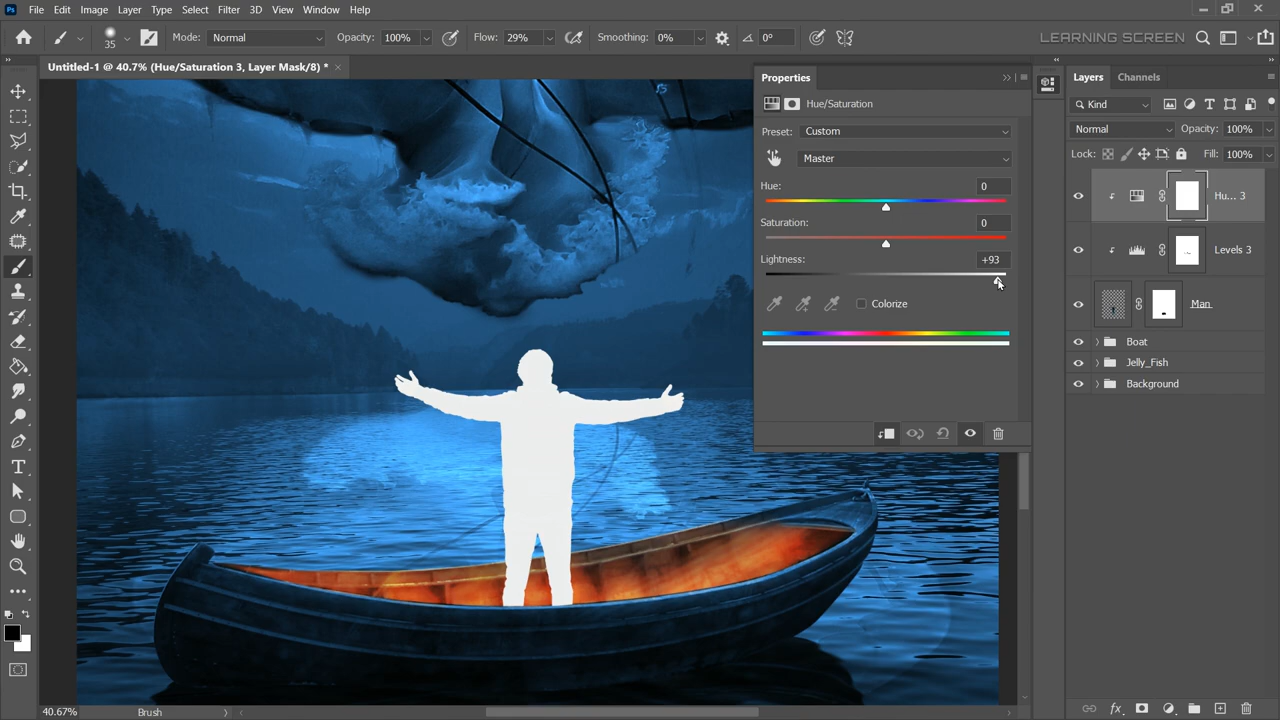 Ps File Edit Image Layer Type Select Filter 3D View Window Help
35 Mode: Normal Opacity: 100% Flow: 29% Smoothing: 0% 0° LEARNING SCREEN
Untitled-1 @ 40.7% (Hue/Saturation 3, Layer Mask/8) * ×
Properties
Hue/Saturation
Preset: Custom
Master
Hue: 0
Saturation: 0
Lightness: +93
Colorize
Layers Channels
Kind
Normal Opacity: 100%
Lock: Fill: 100%
Hu... 3
Levels 3
Man
Boat
Jelly_Fish
Background
40.67% Brush
fx